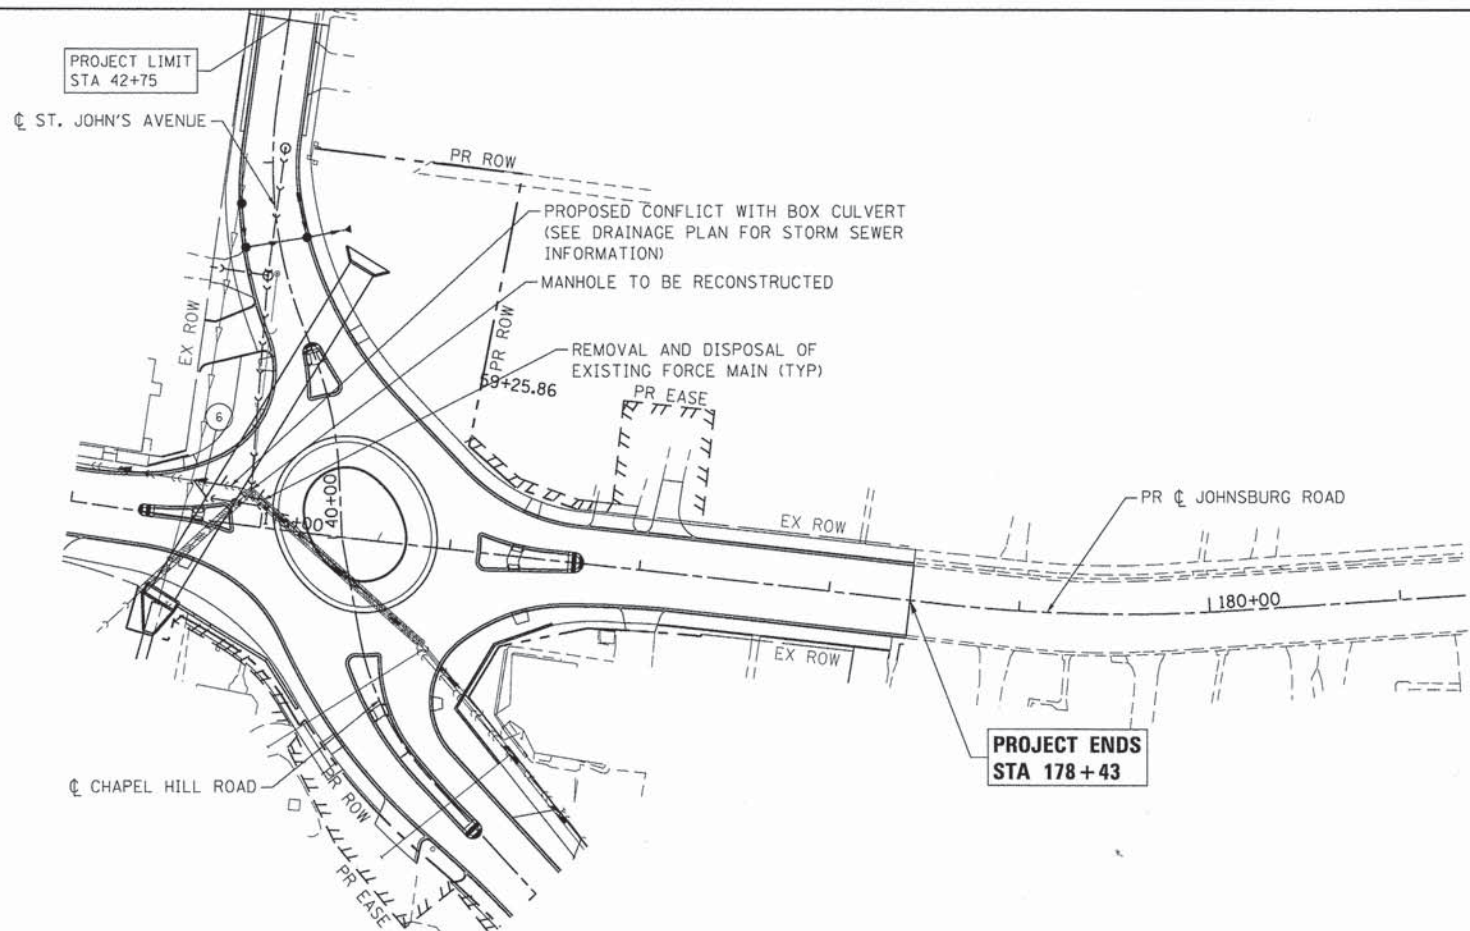 PROJECT LIMIT
STA 42+75
℄ ST. JOHN'S AVENUE
PR ROW
PROPOSED CONFLICT WITH BOX CULVERT
(SEE DRAINAGE PLAN FOR STORM SEWER
INFORMATION)
MANHOLE TO BE RECONSTRUCTED
EX ROW
PR ROW
REMOVAL AND DISPOSAL OF
EXISTING FORCE MAIN (TYP)
59+25.86
PR EASE
6
40+00
EX ROW
PR ℄ JOHNSBURG ROAD
180+00
EX ROW
PROJECT ENDS
STA 178+43
℄ CHAPEL HILL ROAD
PR ROW
PR EASE